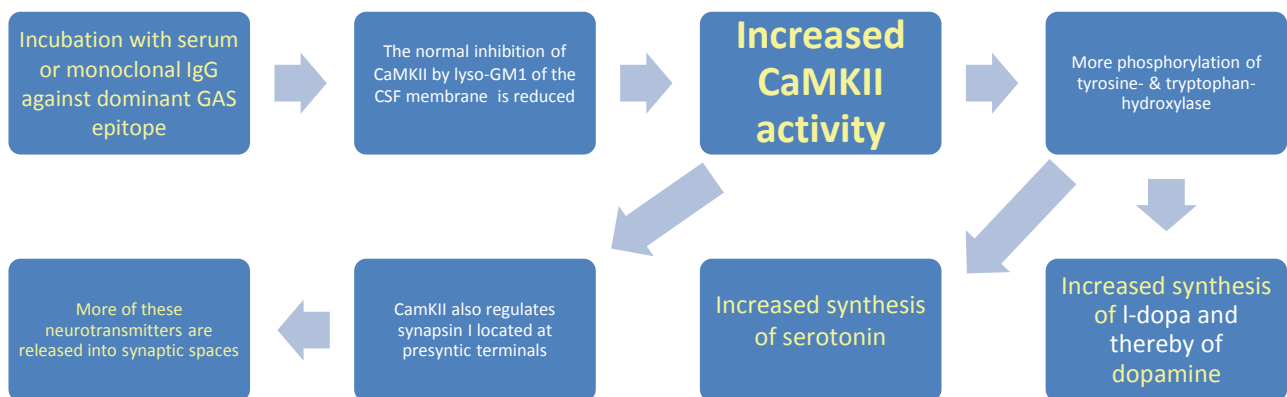 Incubation with serum
or monoclonal IgG
against dominant GAS
epitope
The normal inhibition of
CaMKII by lyso-GM1 of the
CSF membrane is reduced
Increased
CaMKII
activity
More phosphorylation of
tyrosine- & tryptophan-
hydroxylase
More of these
neurotransmitters are
released into synaptic spaces
CamKII also regulates
synapsin I located at
presyntic terminals
Increased synthesis
of serotonin
Increased synthesis
of l-dopa and
thereby of
dopamine